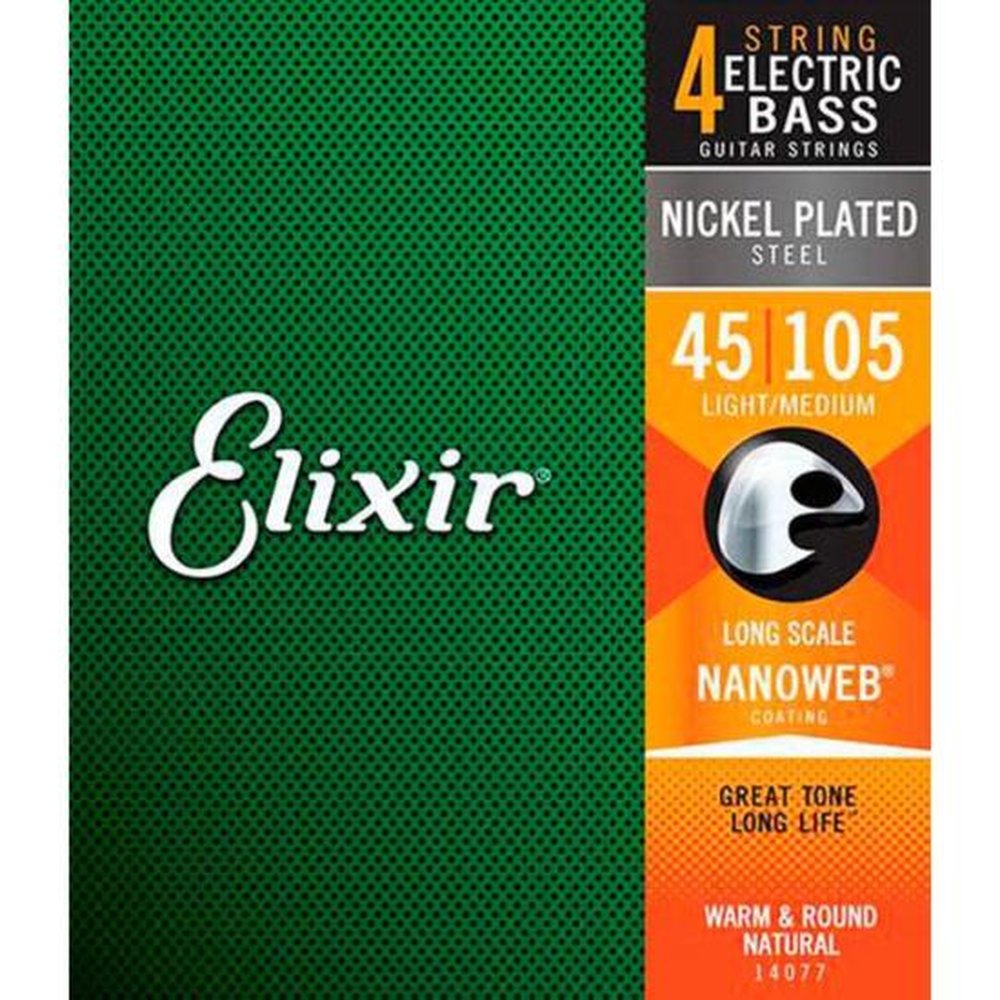 4 STRING
ELECTRIC
BASS
GUITAR STRINGS
NICKEL PLATED
STEEL
45|105
LIGHT/MEDIUM
Elixir®
e
LONG SCALE
NANOWEB®
COATING
GREAT TONE
LONG LIFE™
WARM & ROUND
NATURAL
14077